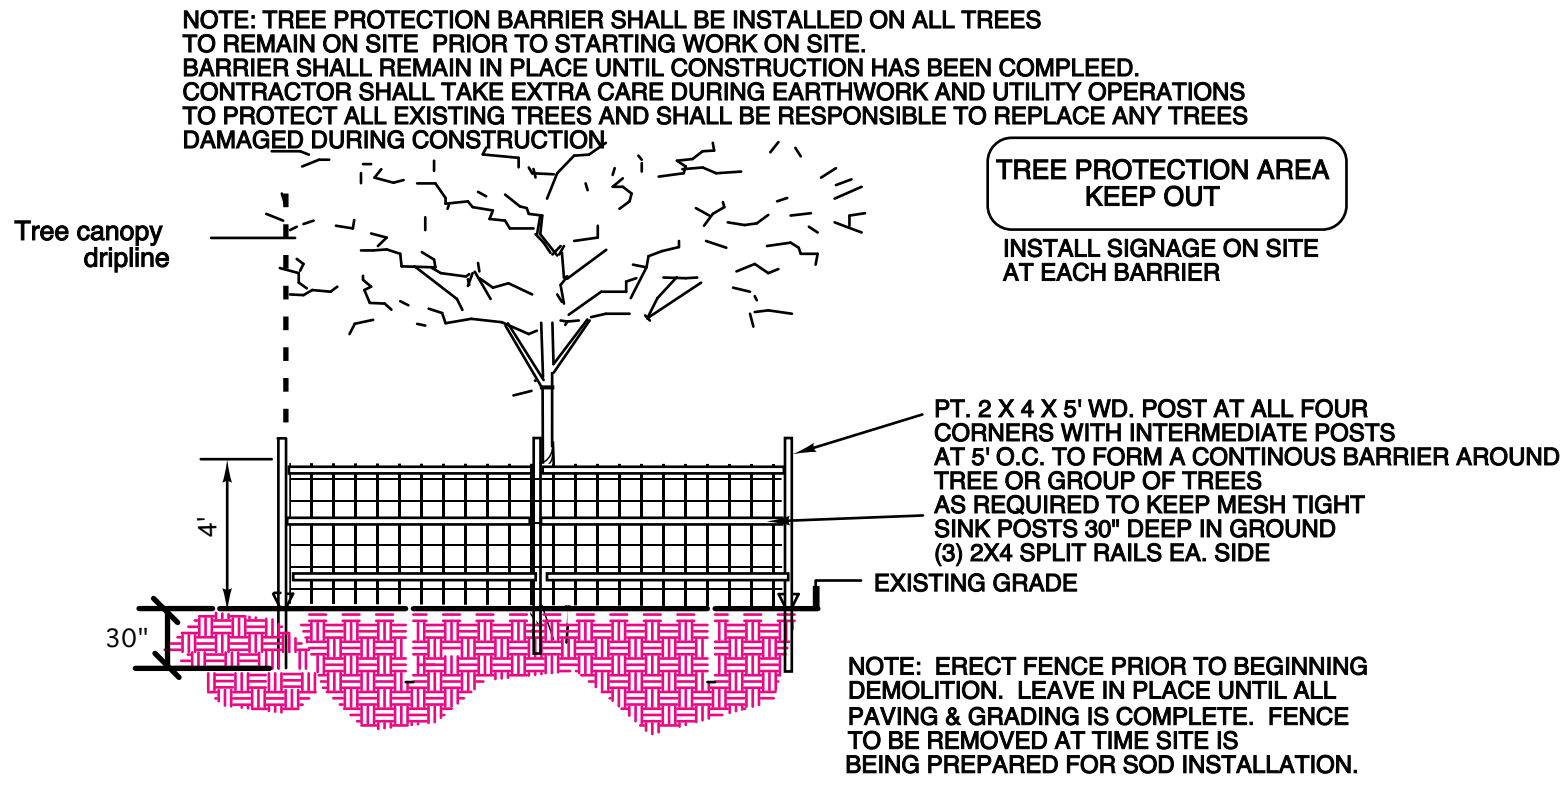 NOTE: TREE PROTECTION BARRIER SHALL BE INSTALLED ON ALL TREES
TO REMAIN ON SITE  PRIOR TO STARTING WORK ON SITE.
BARRIER SHALL REMAIN IN PLACE UNTIL CONSTRUCTION HAS BEEN COMPLEED.
CONTRACTOR SHALL TAKE EXTRA CARE DURING EARTHWORK AND UTILITY OPERATIONS
TO PROTECT ALL EXISTING TREES AND SHALL BE RESPONSIBLE TO REPLACE ANY TREES
DAMAGED DURING CONSTRUCTION
TREE PROTECTION AREA
KEEP OUT
INSTALL SIGNAGE ON SITE
AT EACH BARRIER
Tree canopy
dripline
PT. 2 X 4 X 5' WD. POST AT ALL FOUR
CORNERS WITH INTERMEDIATE POSTS
AT 5' O.C. TO FORM A CONTINOUS BARRIER AROUND
TREE OR GROUP OF TREES
AS REQUIRED TO KEEP MESH TIGHT
SINK POSTS 30" DEEP IN GROUND
(3) 2X4 SPLIT RAILS EA. SIDE
EXISTING GRADE
4'
30"
NOTE:  ERECT FENCE PRIOR TO BEGINNING
DEMOLITION.  LEAVE IN PLACE UNTIL ALL
PAVING & GRADING IS COMPLETE.  FENCE
TO BE REMOVED AT TIME SITE IS
BEING PREPARED FOR SOD INSTALLATION.